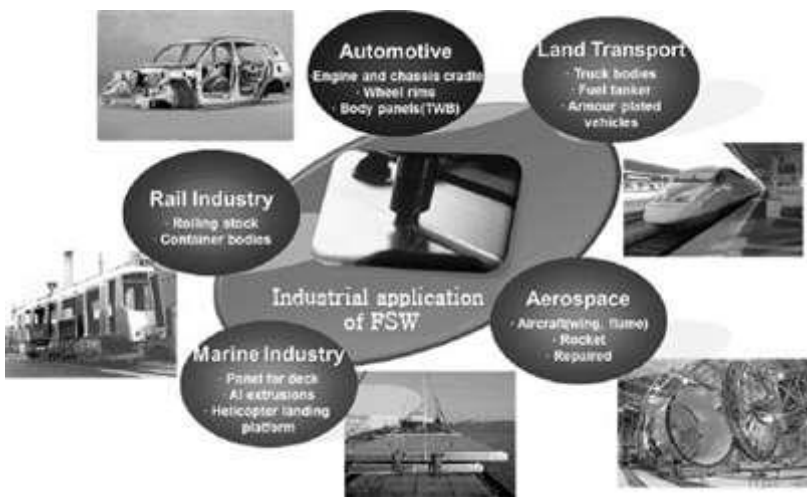 Automotive
·Engine and chassis cradle
· Wheel rims
· Body panels(TWB)
Land Transport
· Truck bodies
· Fuel tanker
· Armour plated
vehicles
Rail Industry
· Rolling stock
· Container bodies
Industrial application
of FSW
Aerospace
· Aircraft(wing, flume)
· Rocket
· Repaired
Marine Industry
· Panel for deck
Al extrusions
· Helicopter landing
platform